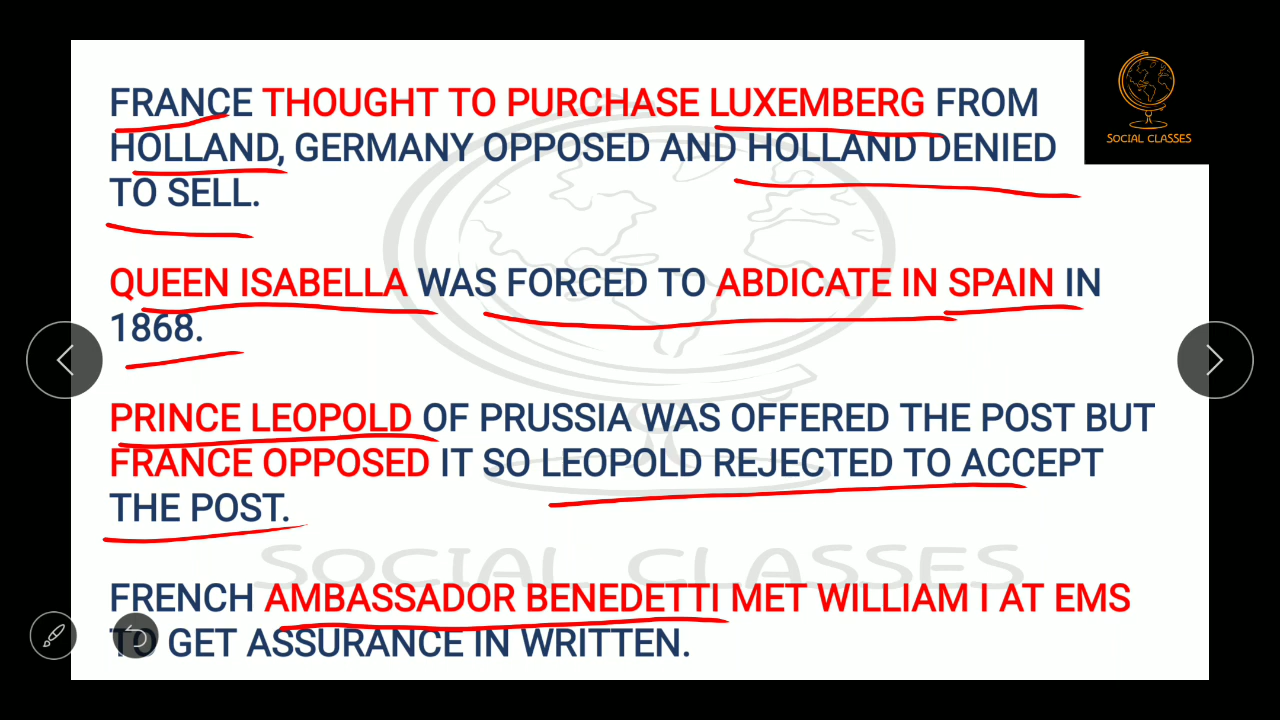 FRANCE THOUGHT TO PURCHASE LUXEMBERG FROM
HOLLAND, GERMANY OPPOSED AND HOLLAND DENIED
TO SELL.
QUEEN ISABELLA WAS FORCED TO ABDICATE IN SPAIN IN
1868.
PRINCE LEOPOLD OF PRUSSIA WAS OFFERED THE POST BUT
FRANCE OPPOSED IT SO LEOPOLD REJECTED TO ACCEPT
THE POST.
FRENCH AMBASSADOR BENEDETTI MET WILLIAM I AT EMS
TO GET ASSURANCE IN WRITTEN.
SOCIAL CLASSES
SOCIAL CLASSES